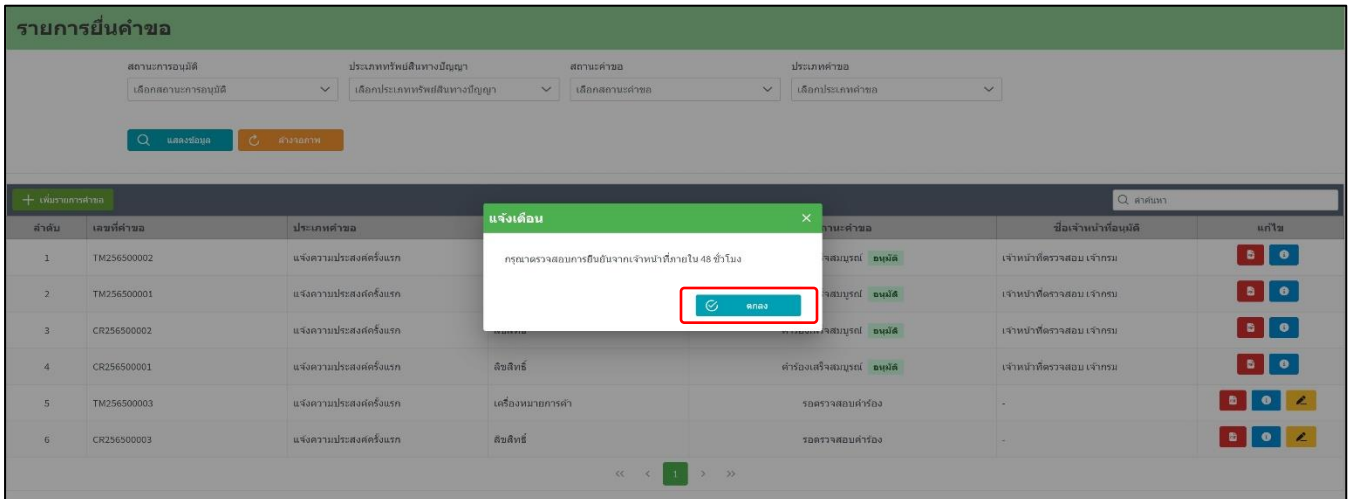 รายการยื่นคำขอ
สถานะการอนุมัติ ประเภททรัพย์สินทางปัญญา สถานะคำขอ ประเภทคำขอ
เลือกสถานะการอนุมัติ เลือกประเภททรัพย์สินทางปัญญา เลือกสถานะคำขอ เลือกประเภทคำขอ
แสดงข้อมูล ล้างจอภาพ
เพิ่มรายการคำขอ คำค้นหา
ลำดับ เลขที่คำขอ ประเภทคำขอ แจ้งเตือน ชื่อเจ้าหน้าที่อนุมัติ แก้ไข
1 TM256500002 แจ้งความประสงค์ครั้งแรก กรุณาตรวจสอบการยืนยันจากเจ้าหน้าที่ภายใน 48 ชั่วโมง อนุมัติ เจ้าหน้าที่ตรวจสอบ เจ้ากรม
2 TM256500001 แจ้งความประสงค์ครั้งแรก ตกลง อนุมัติ เจ้าหน้าที่ตรวจสอบ เจ้ากรม
3 CR256500002 แจ้งความประสงค์ครั้งแรก อนุมัติ เจ้าหน้าที่ตรวจสอบ เจ้ากรม
4 CR256500001 แจ้งความประสงค์ครั้งแรก ลิขสิทธิ์ คำร้องเสร็จสมบูรณ์ อนุมัติ เจ้าหน้าที่ตรวจสอบ เจ้ากรม
5 TM256500003 แจ้งความประสงค์ครั้งแรก เครื่องหมายการค้า รอตรวจสอบคำร้อง -
6 CR256500003 แจ้งความประสงค์ครั้งแรก ลิขสิทธิ์ รอตรวจสอบคำร้อง -
<< < 1 > >>